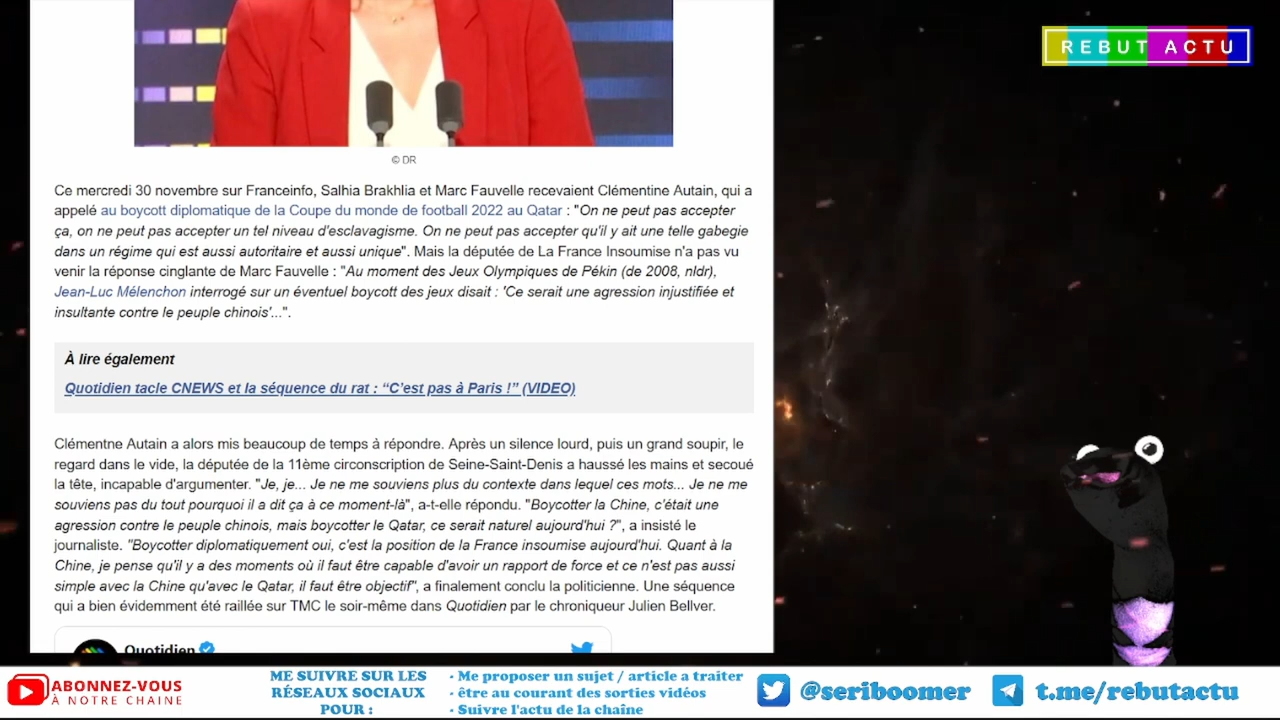 REBUT ACTU
© DR
Ce mercredi 30 novembre sur Franceinfo, Salhia Brakhlia et Marc Fauvelle recevaient Clémentine Autain, qui a
appelé au boycott diplomatique de la Coupe du monde de football 2022 au Qatar : "On ne peut pas accepter
ça, on ne peut pas accepter un tel niveau d'esclavagisme. On ne peut pas accepter qu'il y ait une telle gabegie
dans un régime qui est aussi autoritaire et aussi unique". Mais la députée de La France Insoumise n'a pas vu
venir la réponse cinglante de Marc Fauvelle : "Au moment des Jeux Olympiques de Pékin (de 2008, nldr),
Jean-Luc Mélenchon interrogé sur un éventuel boycott des jeux disait : 'Ce serait une agression injustifiée et
insultante contre le peuple chinois'...".
À lire également
Quotidien tacle CNEWS et la séquence du rat : “C’est pas à Paris !” (VIDEO)
Clémentne Autain a alors mis beaucoup de temps à répondre. Après un silence lourd, puis un grand soupir, le
regard dans le vide, la députée de la 11ème circonscription de Seine-Saint-Denis a haussé les mains et secoué
la tête, incapable d'argumenter. "Je, je... Je ne me souviens plus du contexte dans lequel ces mots... Je ne me
souviens pas du tout pourquoi il a dit ça à ce moment-là", a-t-elle répondu. "Boycotter la Chine, c'était une
agression contre le peuple chinois, mais boycotter le Qatar, ce serait naturel aujourd'hui ?", a insisté le
journaliste. "Boycotter diplomatiquement oui, c'est la position de la France insoumise aujourd'hui. Quant à la
Chine, je pense qu'il y a des moments où il faut être capable d'avoir un rapport de force et ce n'est pas aussi
simple avec la Chine qu'avec le Qatar, il faut être objectif", a finalement conclu la politicienne. Une séquence
qui a bien évidemment été raillée sur TMC le soir-même dans Quotidien par le chroniqueur Julien Bellver.
Quotidien
ABONNEZ-VOUS
À NOTRE CHAINE
ME SUIVRE SUR LES
RÉSEAUX SOCIAUX
POUR :
· Me proposer un sujet / article a traiter
· être au courant des sorties vidéos
· Suivre l'actu de la chaîne
@seriboomer
t.me/rebutactu